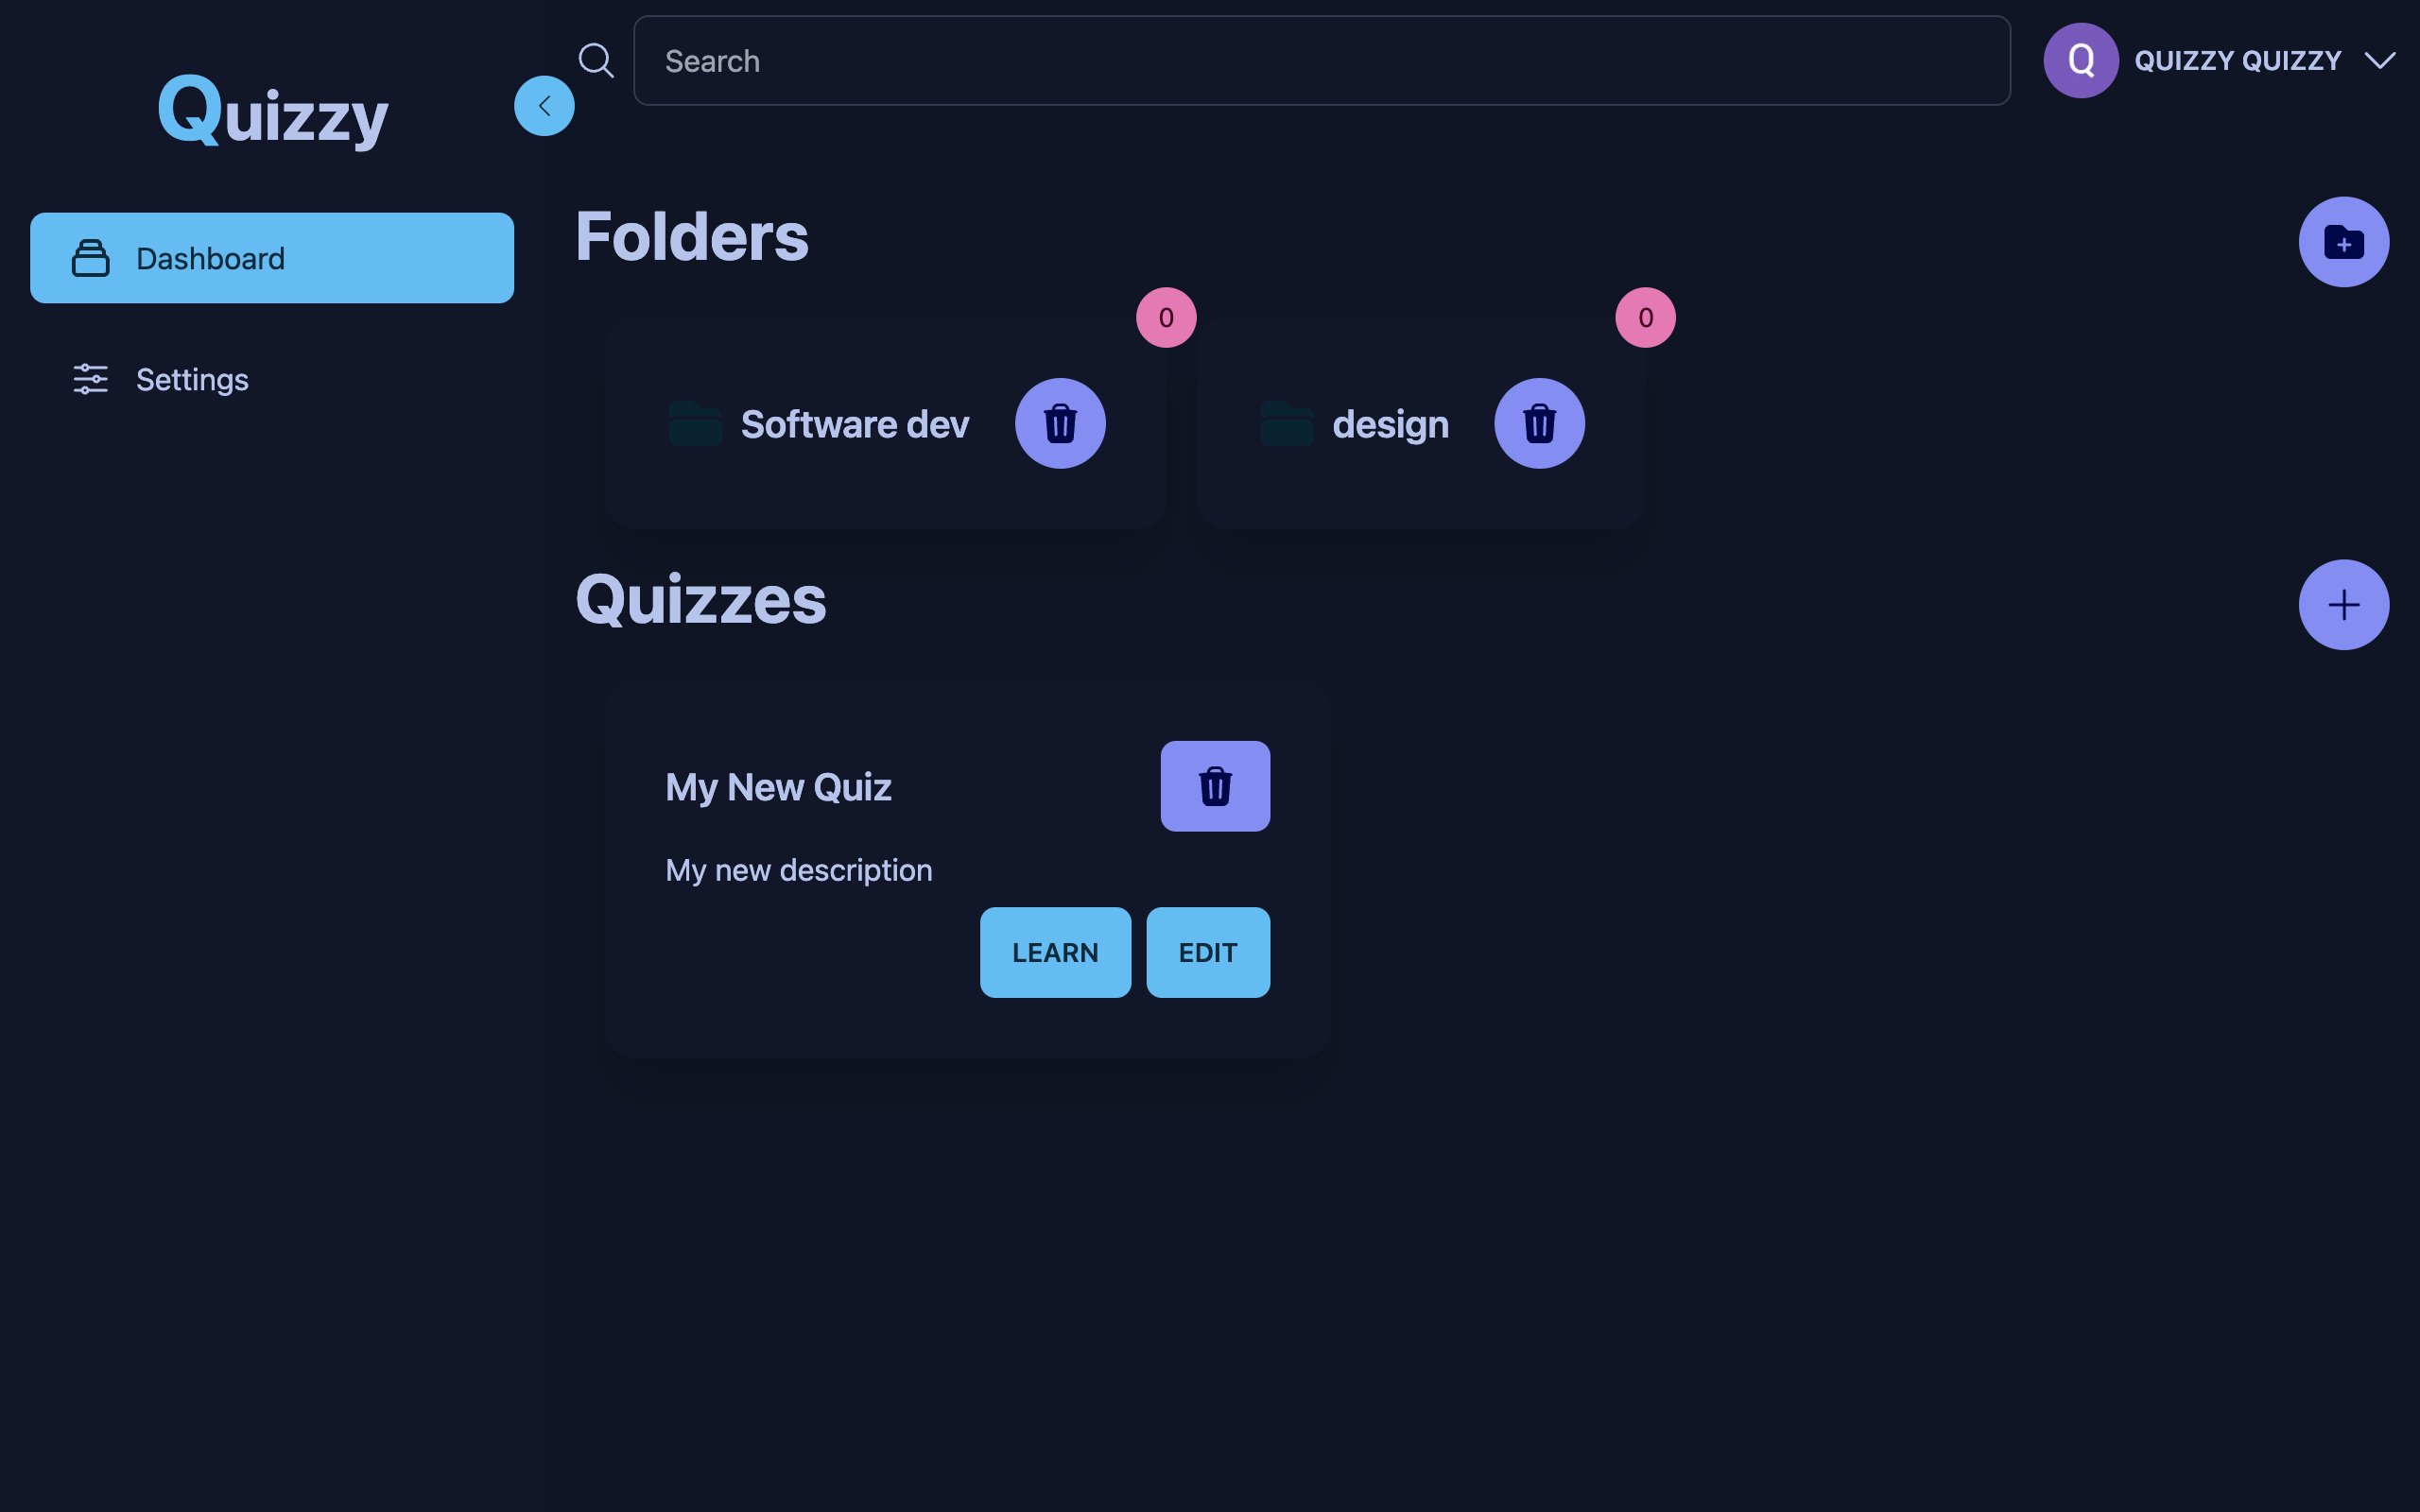 Quizzy
Search
Q
QUIZZY QUIZZY
Dashboard
Settings
Folders
0
0
Software dev
design
Quizzes
My New Quiz
My new description
LEARN
EDIT